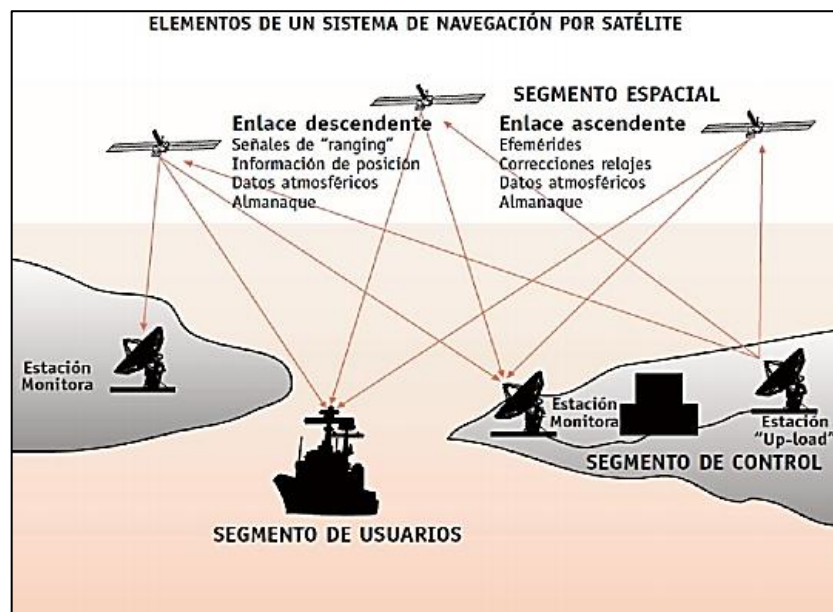 ELEMENTOS DE UN SISTEMA DE NAVEGACIÓN POR SATÉLITE
SEGMENTO ESPACIAL
Enlace descendente
Señales de "ranging"
Información de posición
Datos atmosféricos
Almanaque
Enlace ascendente
Efemérides
Correcciones relojes
Datos atmosféricos
Almanaque
Estación
Monitora
Estación
Monitora
Estación
"Up-load"
SEGMENTO DE CONTROL
SEGMENTO DE USUARIOS